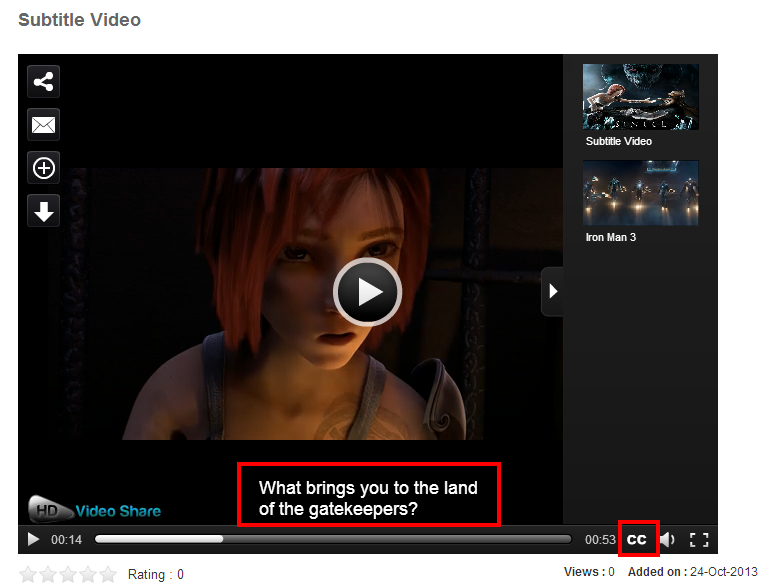 Subtitle Video
SINTEL
Subtitle Video
Iron Man 3
What brings you to the land
of the gatekeepers?
HD Video Share
00:14
00:53
CC
Rating : 0
Views : 0
Added on : 24-Oct-2013